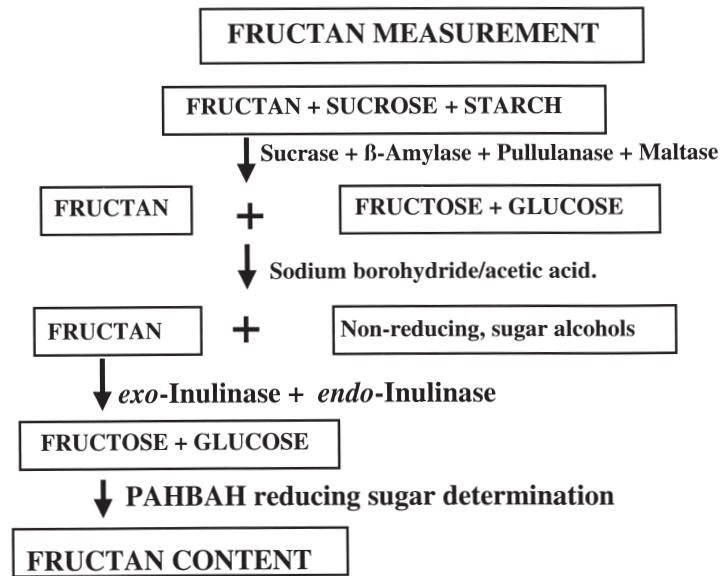 FRUCTAN MEASUREMENT
FRUCTAN + SUCROSE + STARCH
Sucrase + ß-Amylase + Pullulanase + Maltase
FRUCTAN + FRUCTOSE + GLUCOSE
Sodium borohydride/acetic acid.
FRUCTAN + Non-reducing, sugar alcohols
exo-Inulinase + endo-Inulinase
FRUCTOSE + GLUCOSE
PAHBAH reducing sugar determination
FRUCTAN CONTENT